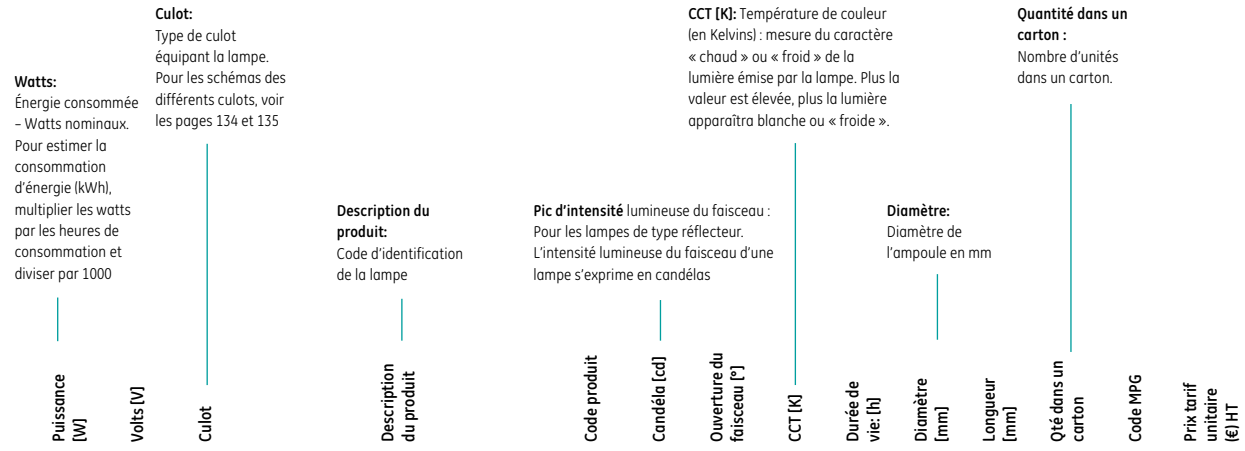 Watts:
Énergie consommée
– Watts nominaux.
Pour estimer la
consommation
d'énergie (kWh),
multiplier les watts
par les heures de
consommation et
diviser par 1000
Culot:
Type de culot
équipant la lampe.
Pour les schémas des
différents culots, voir
les pages 134 et 135
Description du
produit:
Code d'identification
de la lampe
Pic d'intensité lumineuse du faisceau :
Pour les lampes de type réflecteur.
L'intensité lumineuse du faisceau d'une
lampe s'exprime en candélas
CCT [K]: Température de couleur
(en Kelvins) : mesure du caractère
« chaud » ou « froid » de la
lumière émise par la lampe. Plus la
valeur est élevée, plus la lumière
apparaîtra blanche ou « froide ».
Diamètre:
Diamètre de
l'ampoule en mm
Quantité dans un
carton :
Nombre d'unités
dans un carton.
Puissance
[W]
Volts [V]
Culot
Description
du produit
Code produit
Candéla [cd]
Ouverture du
faisceau [°]
CCT [K]
Durée de
vie: [h]
Diamètre
[mm]
Longueur
[mm]
Qté dans un
carton
Code MPG
Prix tarif
unitaire
(€) HT